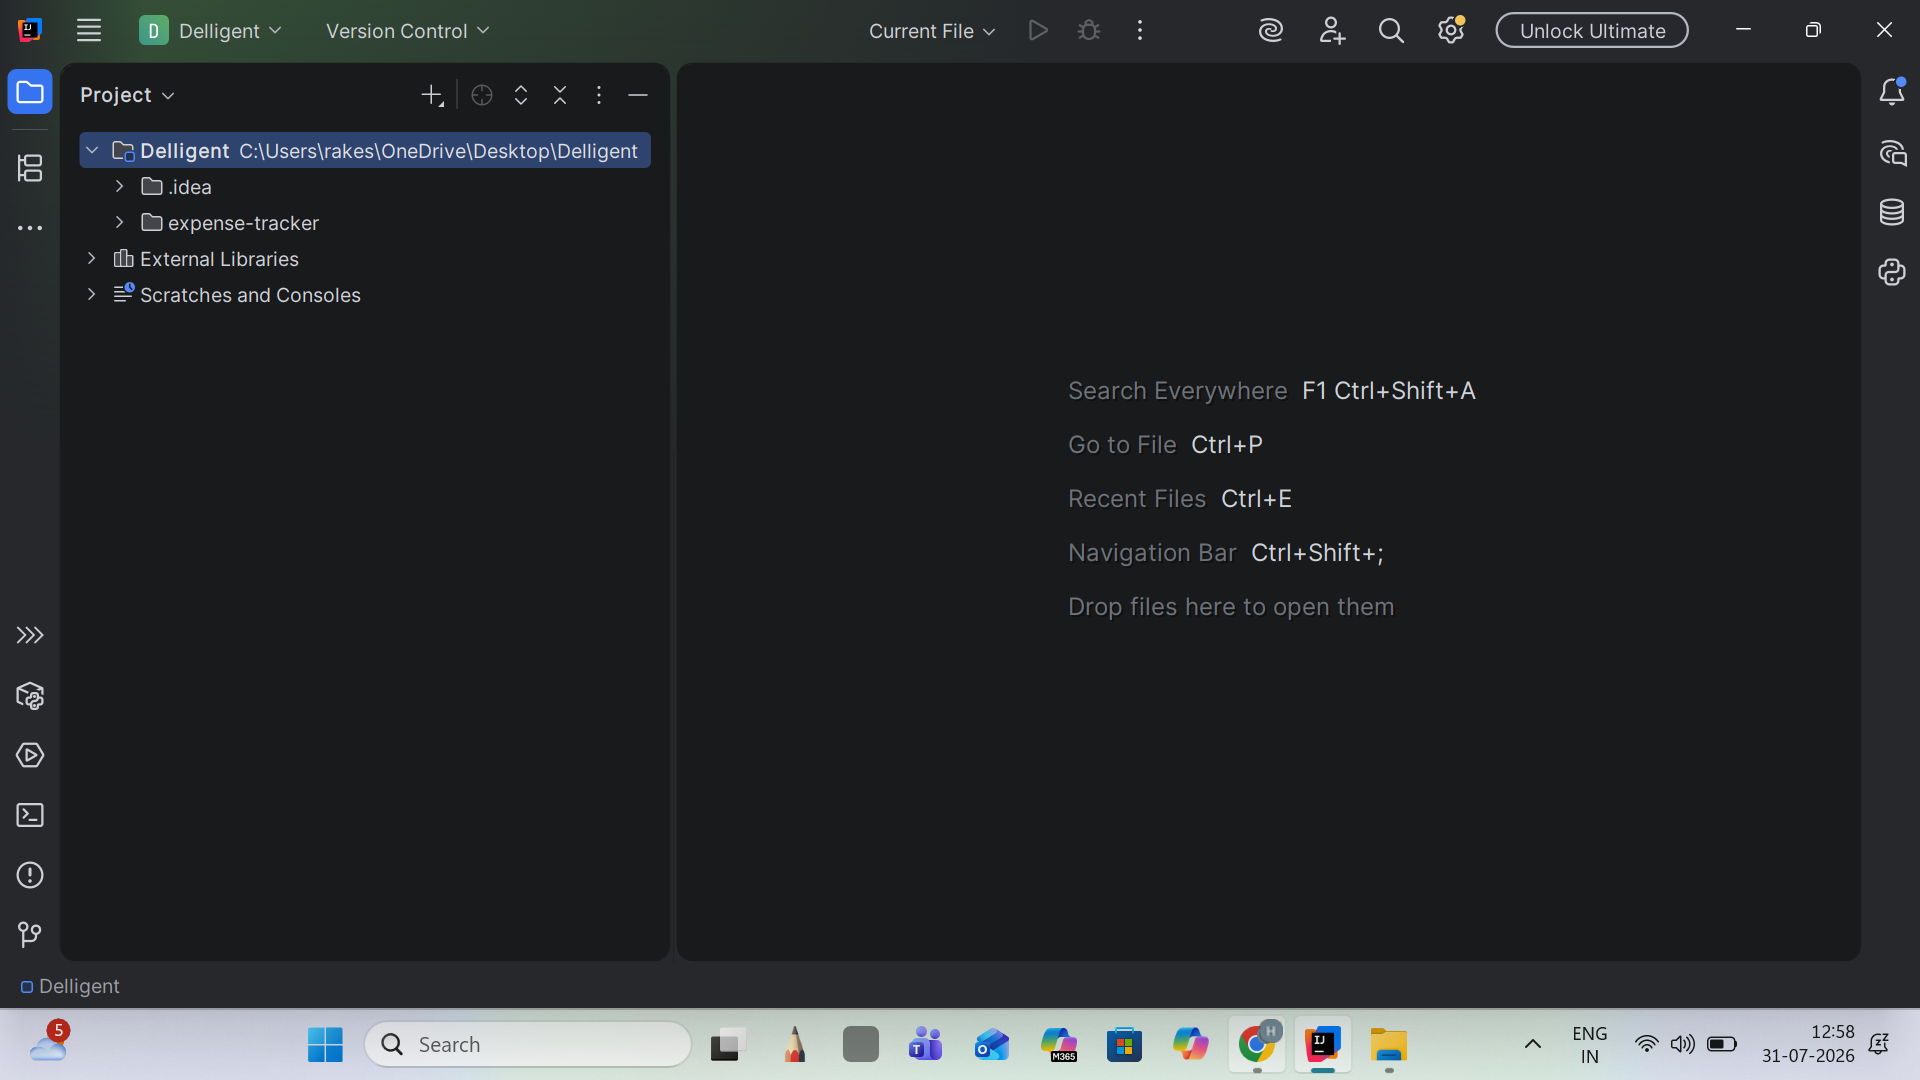 D Delligent Version Control Current File Unlock Ultimate
Project
Delligent C:\Users\rakes\OneDrive\Desktop\Delligent
.idea
expense-tracker
External Libraries
Scratches and Consoles
Search Everywhere F1 Ctrl+Shift+A
Go to File Ctrl+P
Recent Files Ctrl+E
Navigation Bar Ctrl+Shift+;
Drop files here to open them
Delligent
5
Search
M365
H
IJ
ENG
IN
12:58
31-07-2026